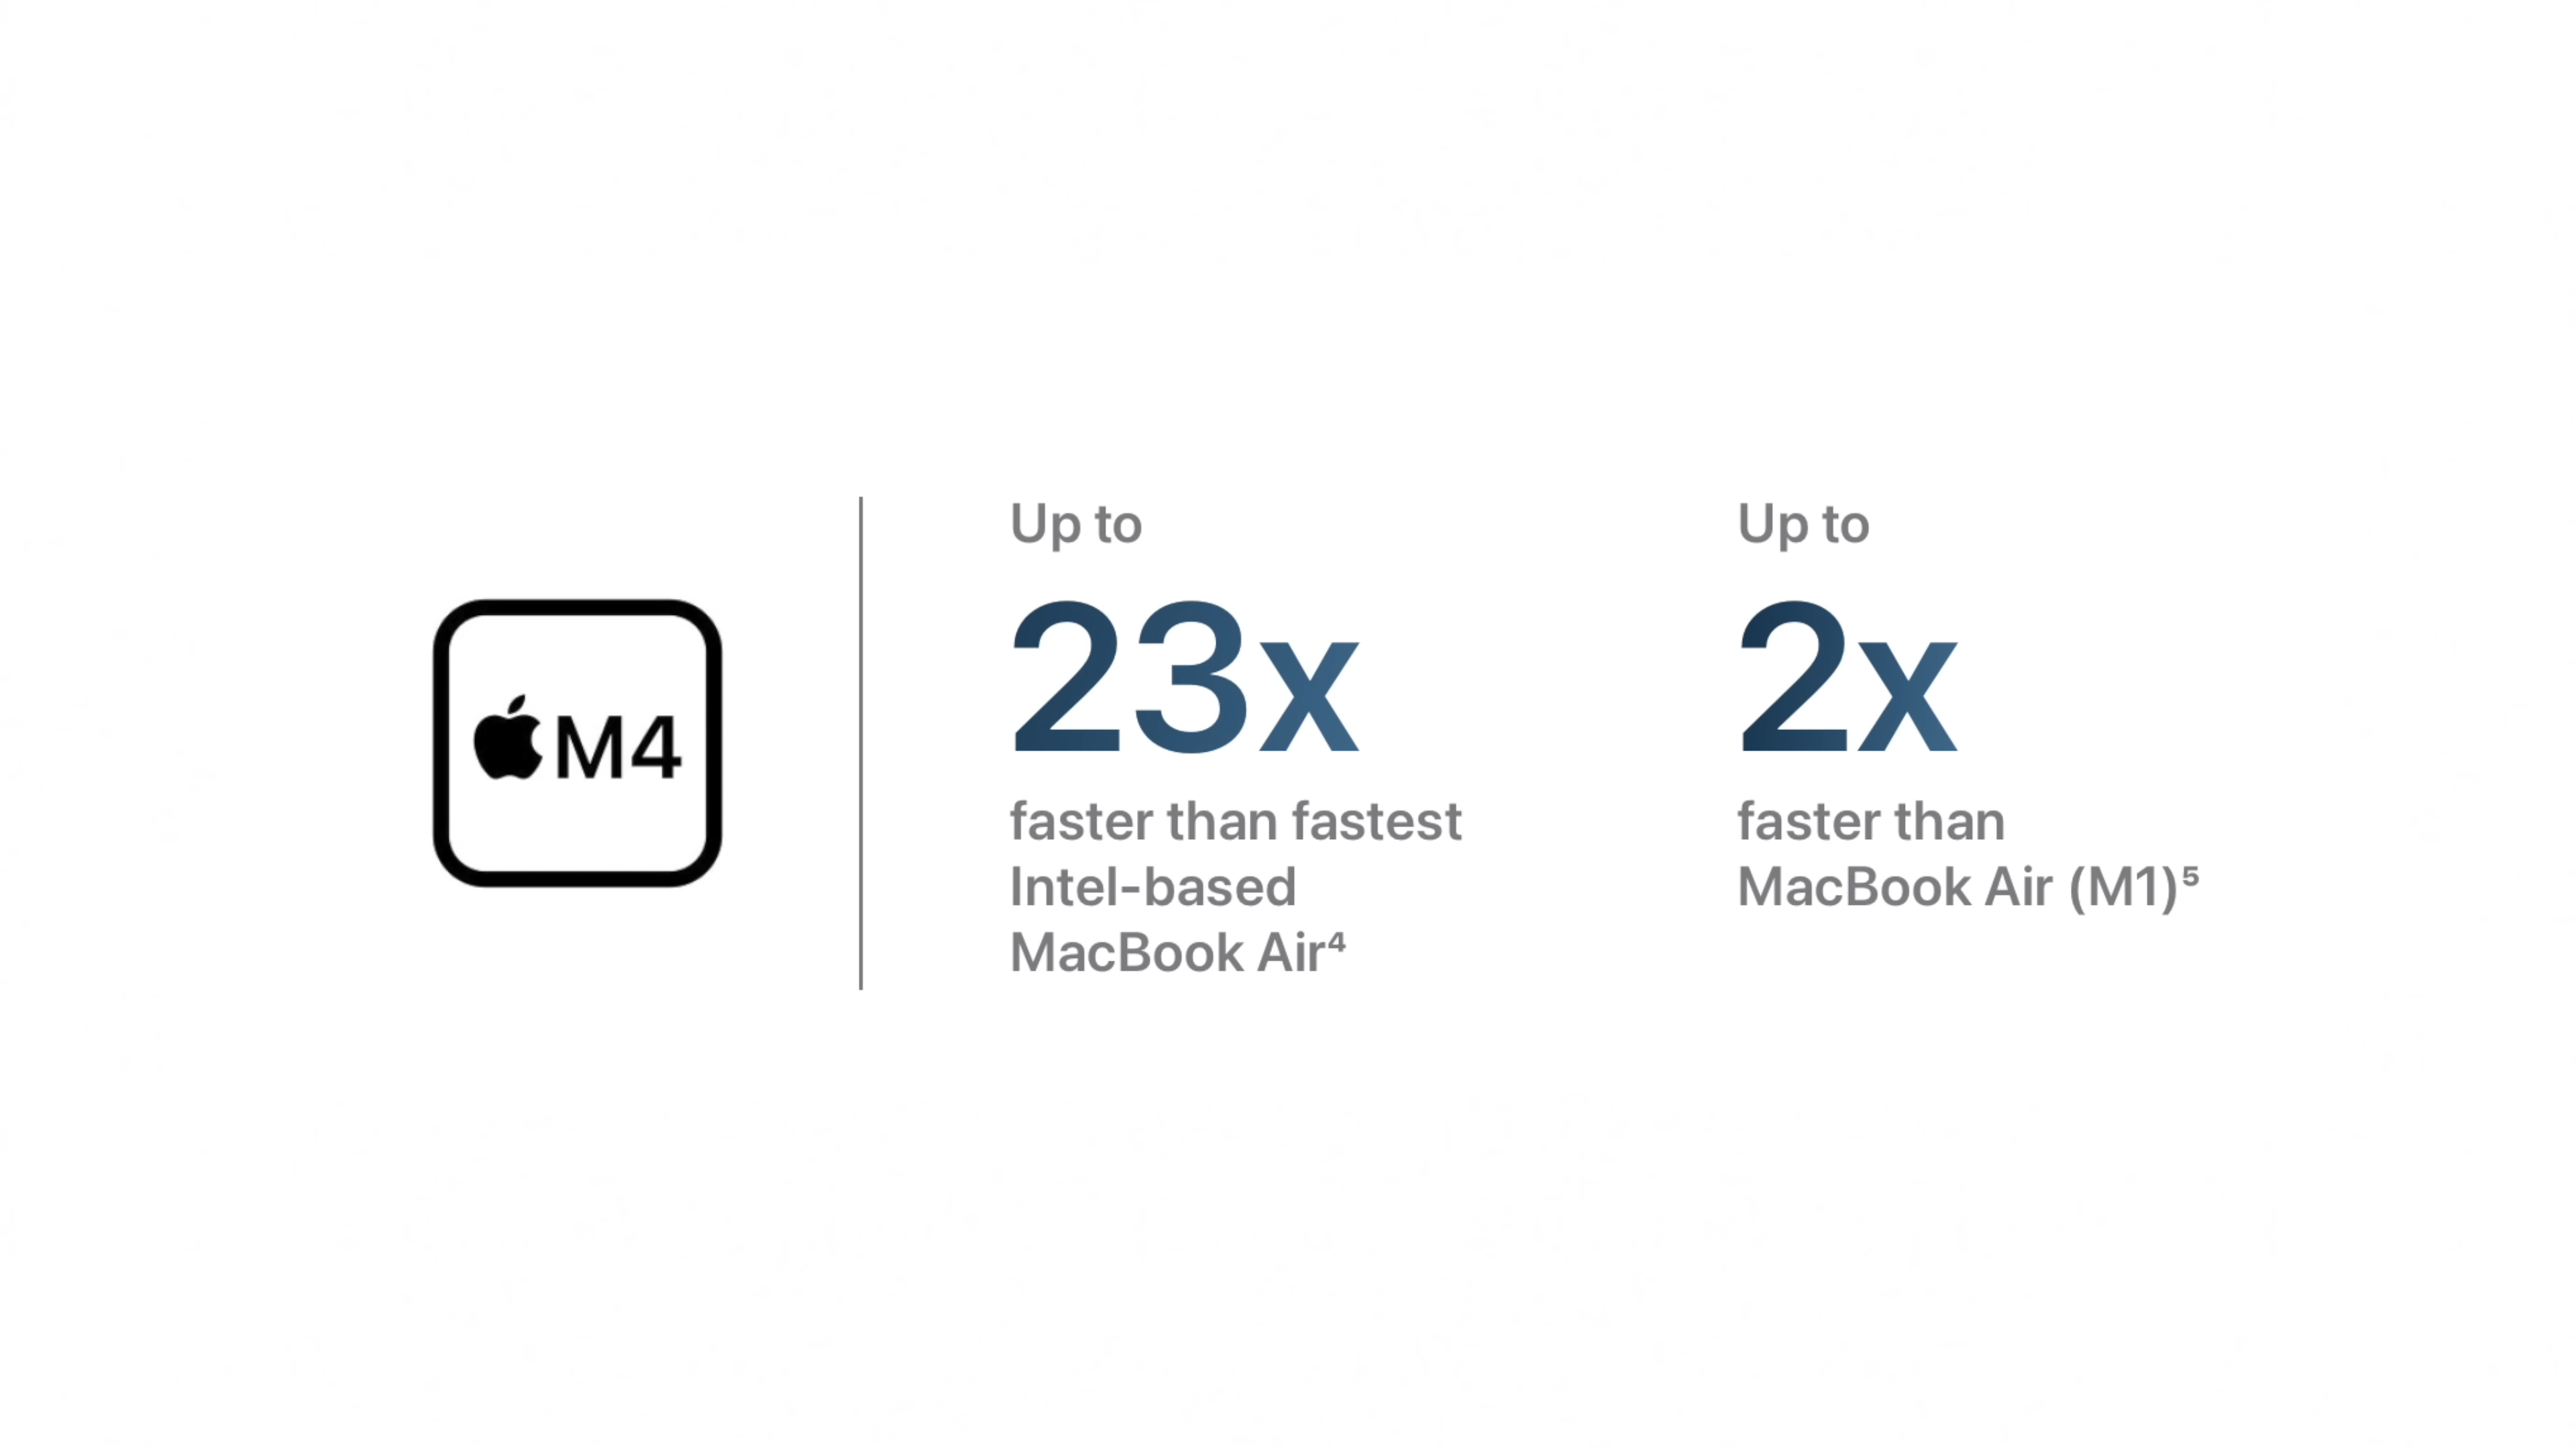 M4
Up to
23x
faster than fastest
Intel-based
MacBook Air⁴
Up to
2x
faster than
MacBook Air (M1)⁵